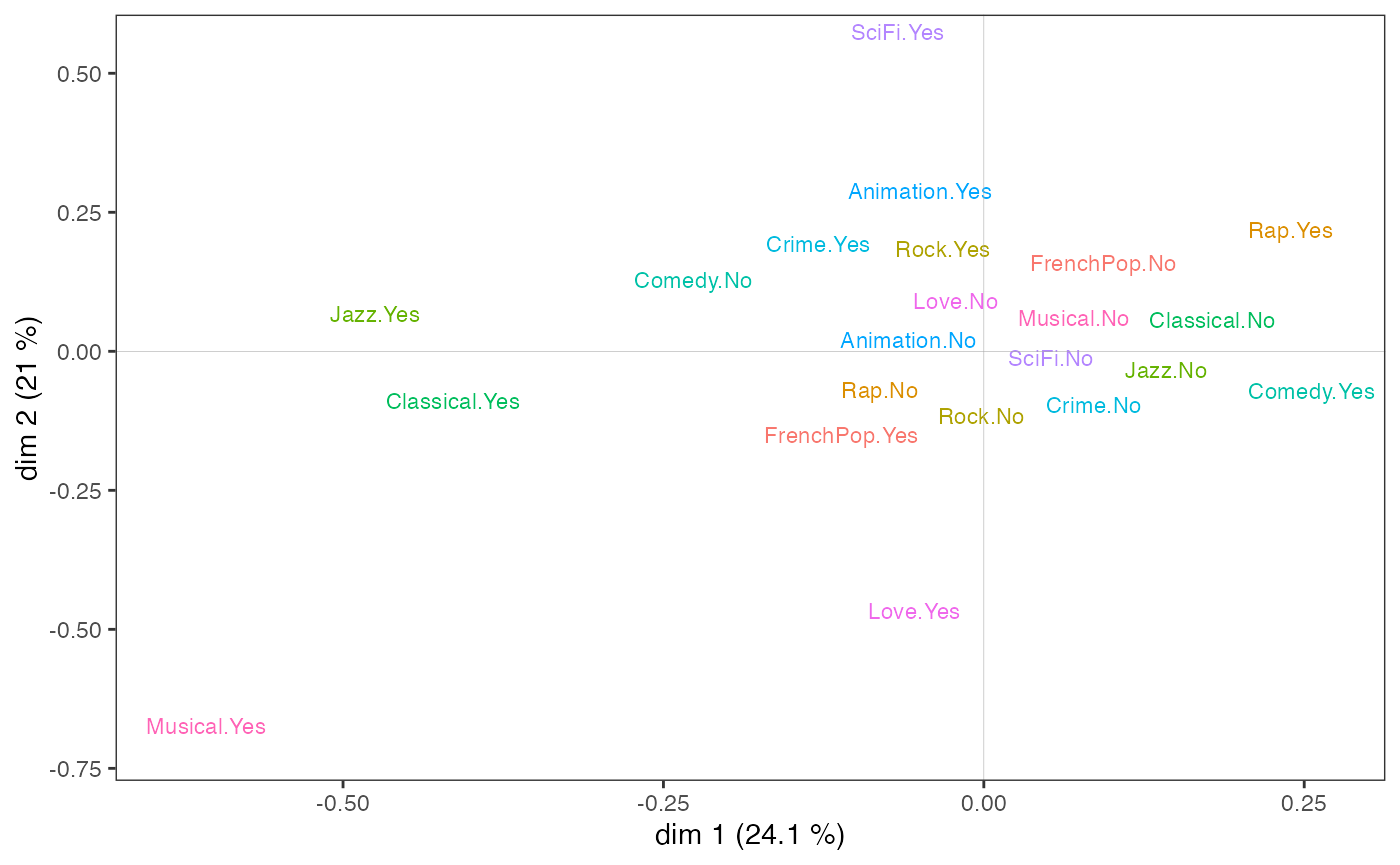 SciFi.Yes
0.50
Animation.Yes
0.25
Rap.Yes
Crime.Yes
Rock.Yes
FrenchPop.No
Comedy.No
Love.No
Jazz.Yes
Musical.No
Classical.No
Animation.No
0.00
SciFi.No
Jazz.No
Rap.No
Comedy.Yes
Classical.Yes
Crime.No
Rock.No
FrenchPop.Yes
-0.25
Love.Yes
-0.50
Musical.Yes
-0.75
dim 2 (21 %)
-0.50
-0.25
0.00
0.25
dim 1 (24.1 %)